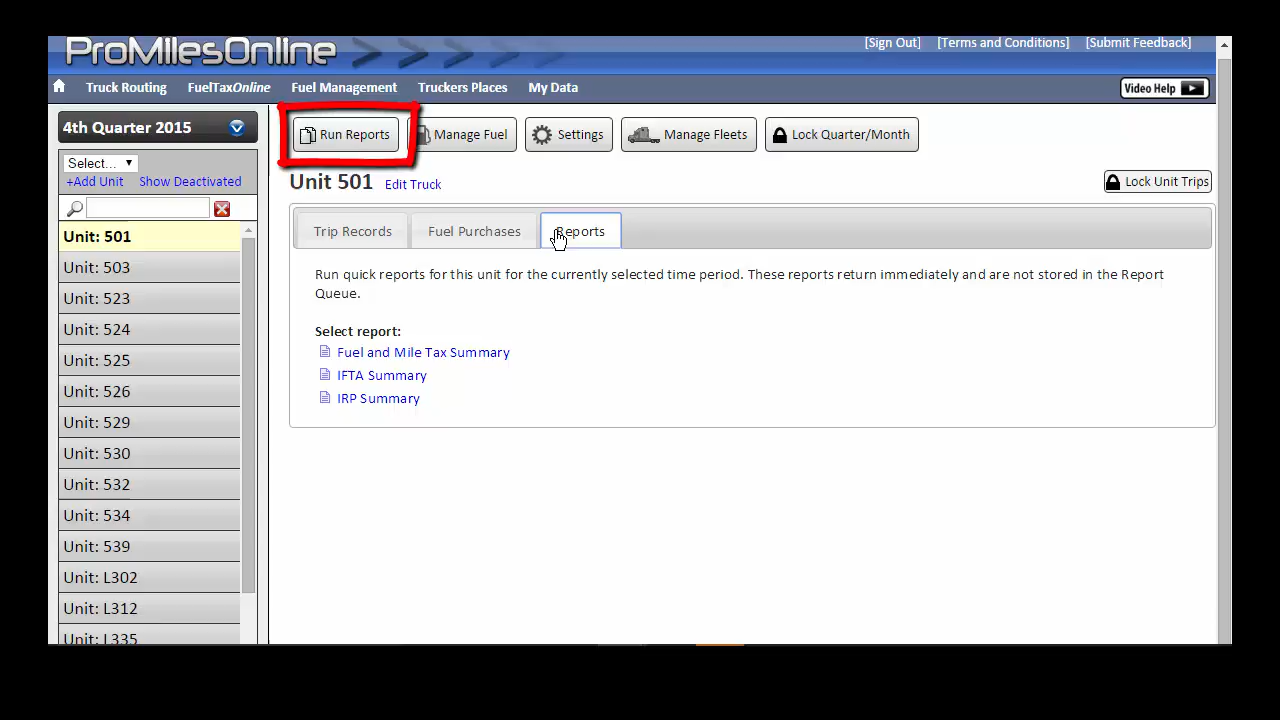 ProMilesOnline
[Sign Out] [Terms and Conditions] [Submit Feedback]
Truck Routing FuelTaxOnline Fuel Management Truckers Places My Data Video Help
4th Quarter 2015
Run Reports Manage Fuel Settings Manage Fleets Lock Quarter/Month
Select...
+Add Unit Show Deactivated
Unit 501 Edit Truck Lock Unit Trips
Trip Records Fuel Purchases Reports
Run quick reports for this unit for the currently selected time period. These reports return immediately and are not stored in the Report
Queue.
Select report:
Fuel and Mile Tax Summary
IFTA Summary
IRP Summary
Unit: 501
Unit: 503
Unit: 523
Unit: 524
Unit: 525
Unit: 526
Unit: 529
Unit: 530
Unit: 532
Unit: 534
Unit: 539
Unit: L302
Unit: L312
Unit: L335